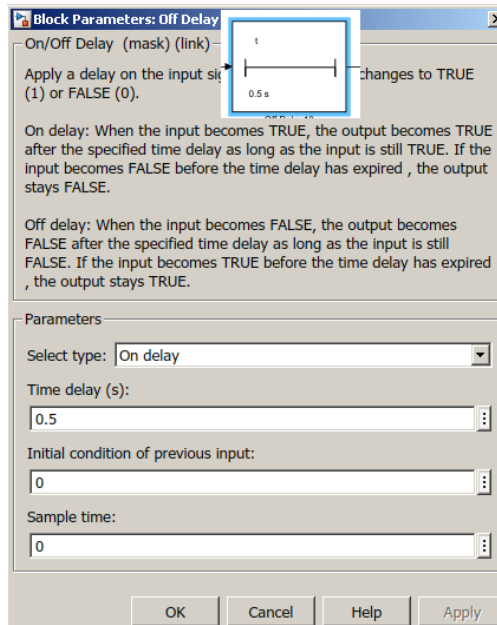 Block Parameters: Off Delay
On/Off Delay (mask) (link)
t
0.5 s
Apply a delay on the input changes to TRUE
(1) or FALSE (0).
On delay: When the input becomes TRUE, the output becomes TRUE
after the specified time delay as long as the input is still TRUE. If the
input becomes FALSE before the time delay has expired , the output
stays FALSE.
Off delay: When the input becomes FALSE, the output becomes
FALSE after the specified time delay as long as the input is still
FALSE. If the input becomes TRUE before the time delay has expired
, the output stays TRUE.
Parameters
Select type: On delay
Time delay (s):
0.5
Initial condition of previous input:
0
Sample time:
0
OK Cancel Help Apply